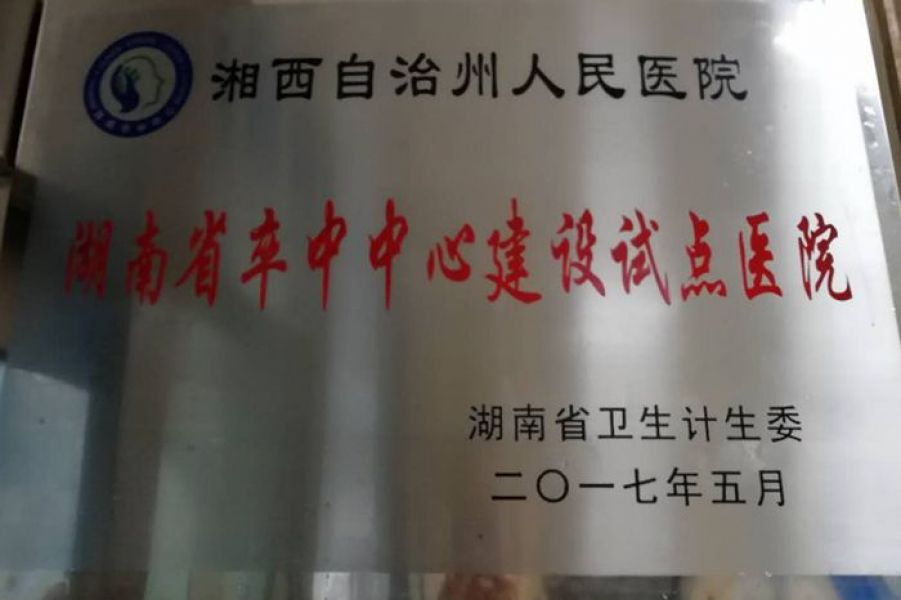 湘西自治州人民医院
湖南省卒中中心建设试点医院
湖南省卫生计生委
二〇一七年五月